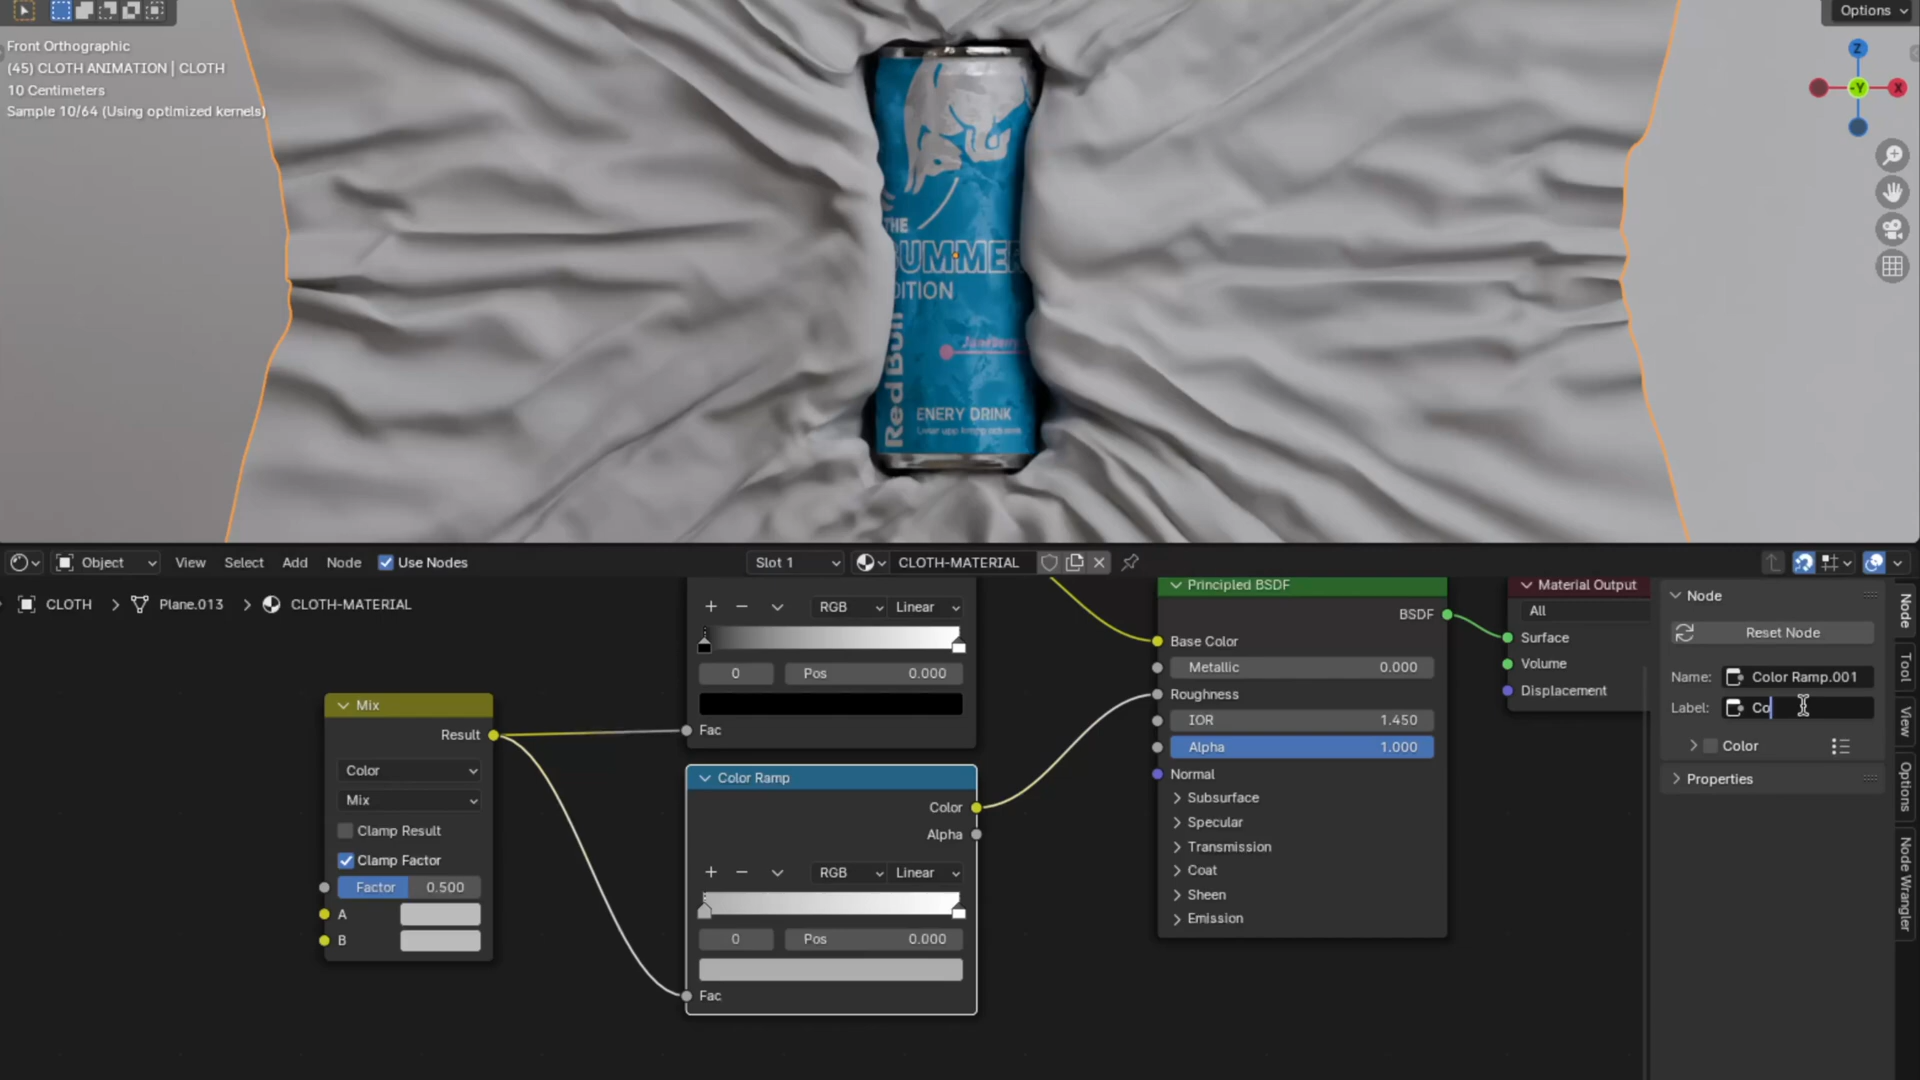 Options
Front Orthographic
(45) CLOTH ANIMATION | CLOTH
10 Centimeters
Sample 10/64 (Using optimized kernels)
Z
-Y
X
THE
SUMMER
EDITION
Red Bull
ENERY DRINK
Object
View
Select
Add
Node
Use Nodes
Slot 1
CLOTH-MATERIAL
CLOTH
Plane.013
CLOTH-MATERIAL
Mix
Result
Color
Mix
Clamp Result
Clamp Factor
Factor 0.500
A
B
RGB
Linear
0
Pos 0.000
Fac
Color Ramp
Color
Alpha
RGB
Linear
0
Pos 0.000
Fac
Principled BSDF
BSDF
Base Color
Metallic 0.000
Roughness
IOR 1.450
Alpha 1.000
Normal
Subsurface
Specular
Transmission
Coat
Sheen
Emission
Material Output
All
Surface
Volume
Displacement
Node
Reset Node
Name: Color Ramp.001
Label: Co
Color
Properties
Node
Tool
View
Options
Node Wrangler